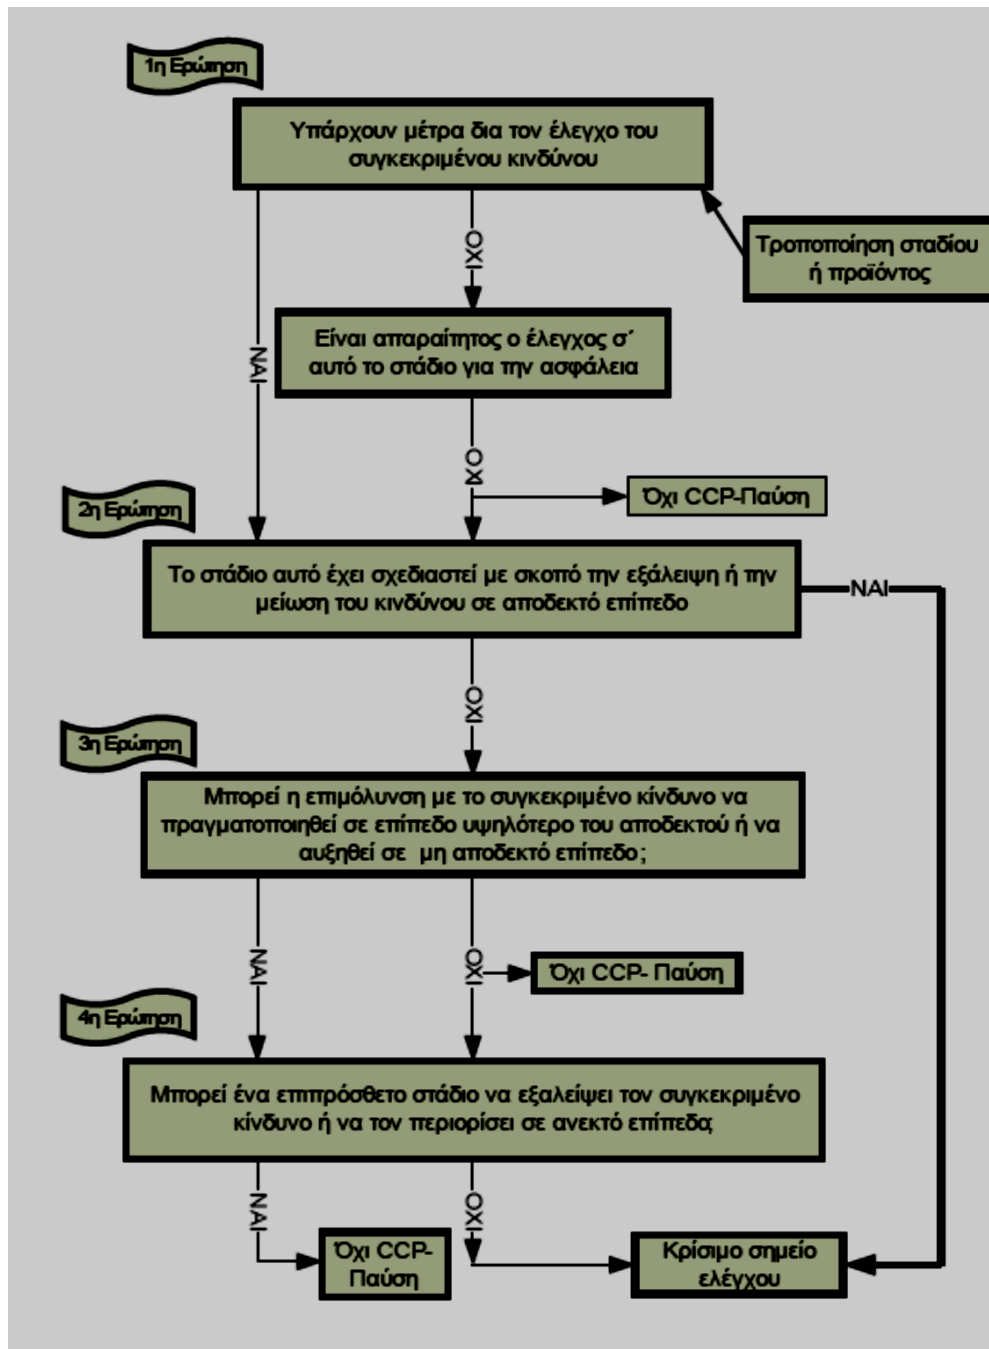 1η Ερώτηση
Υπάρχουν μέτρα δια τον έλεγχο του
συγκεκριμένου κινδύνου
ΟΧΙ
Τροποποίηση σταδίου
ή προϊόντος
Είναι απαραίτητος ο έλεγχος σ΄
αυτό το στάδιο για την ασφάλεια
ΝΑΙ
ΟΧΙ
Όχι CCP-Παύση
2η Ερώτηση
Το στάδιο αυτό έχει σχεδιαστεί με σκοπό την εξάλειψη ή την
μείωση του κινδύνου σε αποδεκτό επίπεδο
ΝΑΙ
ΟΧΙ
3η Ερώτηση
Μπορεί η επιμόλυνση με το συγκεκριμένο κίνδυνο να
πραγματοποιηθεί σε επίπεδο υψηλότερο του αποδεκτού ή να
αυξηθεί σε μη αποδεκτό επίπεδο;
ΝΑΙ
ΟΧΙ
Όχι CCP- Παύση
4η Ερώτηση
Μπορεί ένα επιπρόσθετο στάδιο να εξαλείψει τον συγκεκριμένο
κίνδυνο ή να τον περιορίσει σε ανεκτό επίπεδο;
ΝΑΙ
ΟΧΙ
Όχι CCP-
Παύση
Κρίσιμο σημείο
ελέγχου